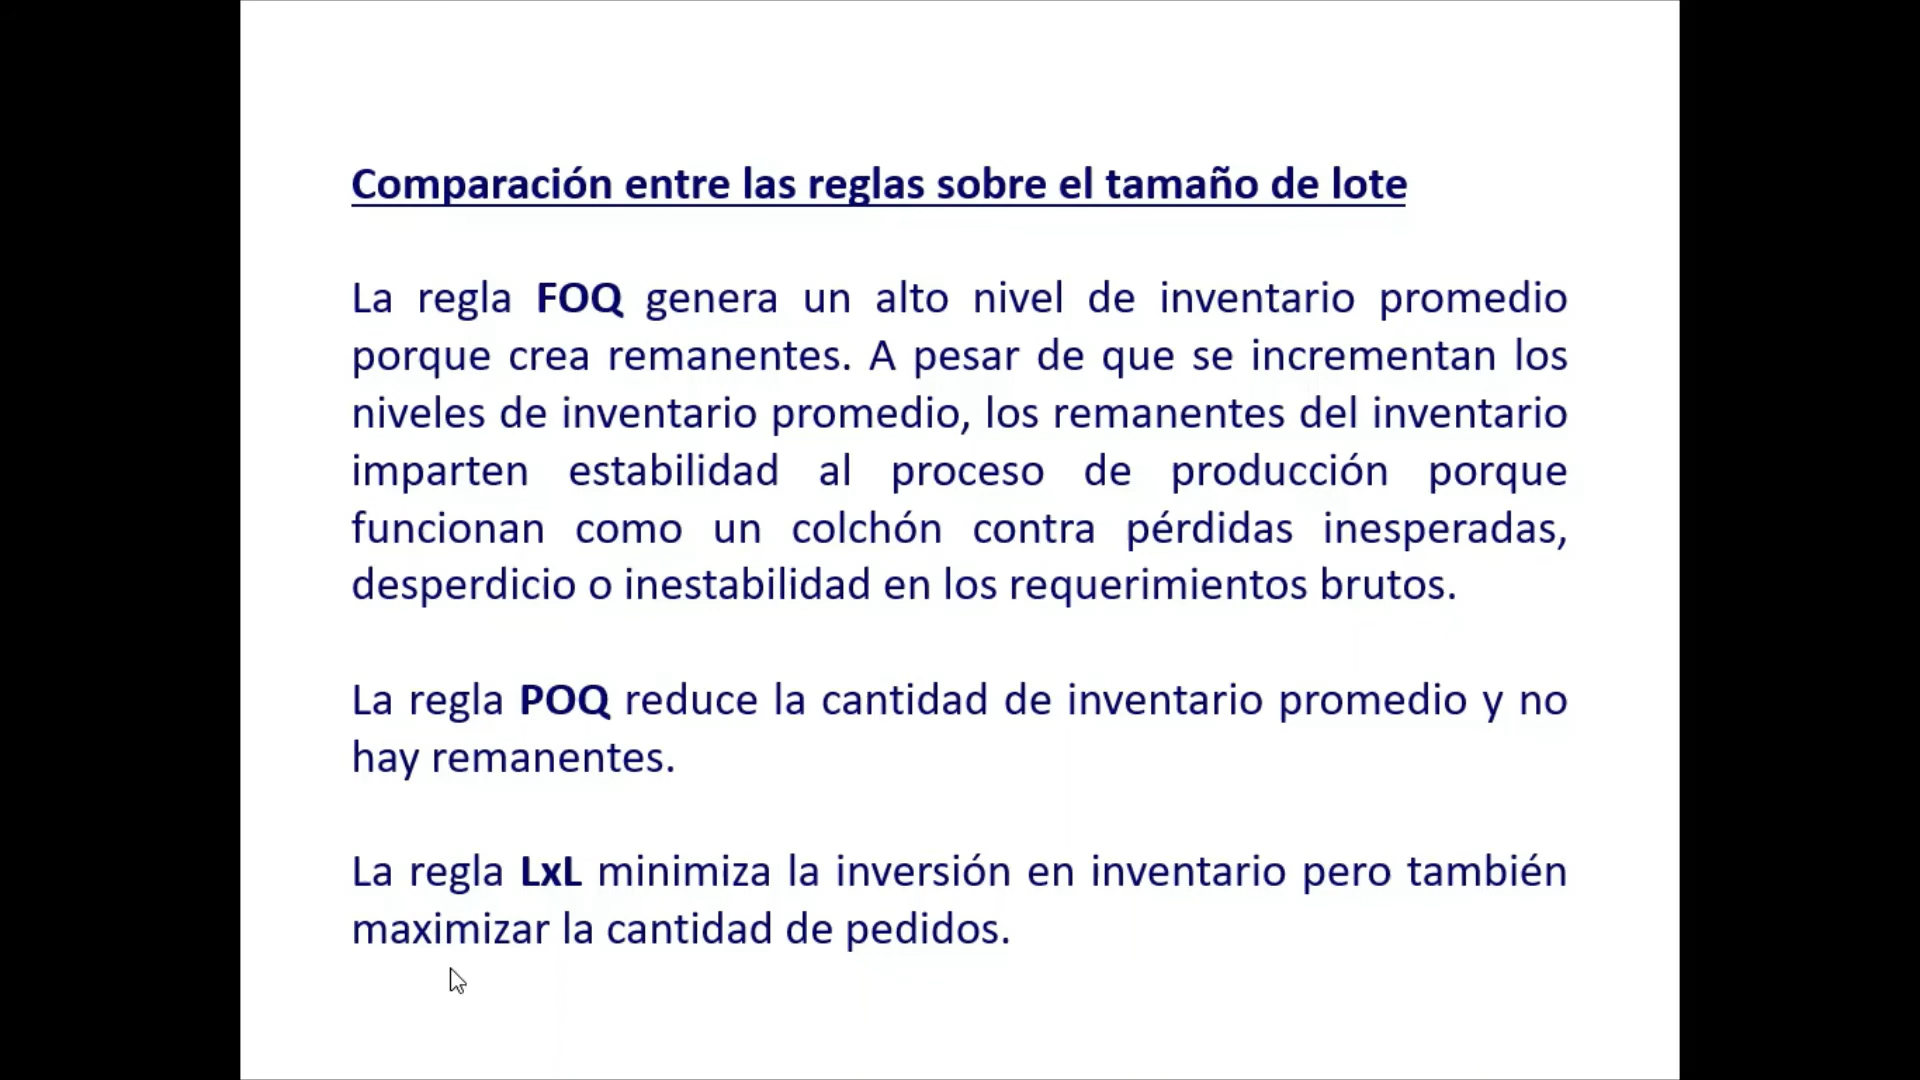 Comparación entre las reglas sobre el tamaño de lote
La regla FOQ genera un alto nivel de inventario promedio
porque crea remanentes. A pesar de que se incrementan los
niveles de inventario promedio, los remanentes del inventario
imparten estabilidad al proceso de producción porque
funcionan como un colchón contra pérdidas inesperadas,
desperdicio o inestabilidad en los requerimientos brutos.
La regla POQ reduce la cantidad de inventario promedio y no
hay remanentes.
La regla LxL minimiza la inversión en inventario pero también
maximizar la cantidad de pedidos.